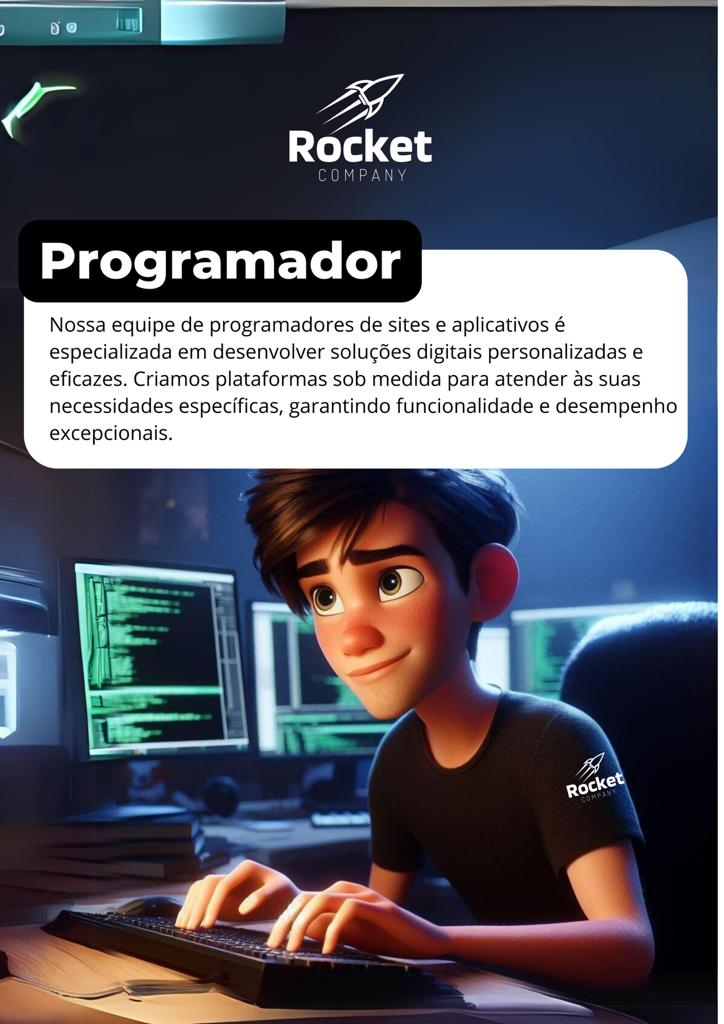 Rocket
COMPANY
Programador
Nossa equipe de programadores de sites e aplicativos é
especializada em desenvolver soluções digitais personalizadas e
eficazes. Criamos plataformas sob medida para atender às suas
necessidades específicas, garantindo funcionalidade e desempenho
excepcionais.
Rocket
COMPANY